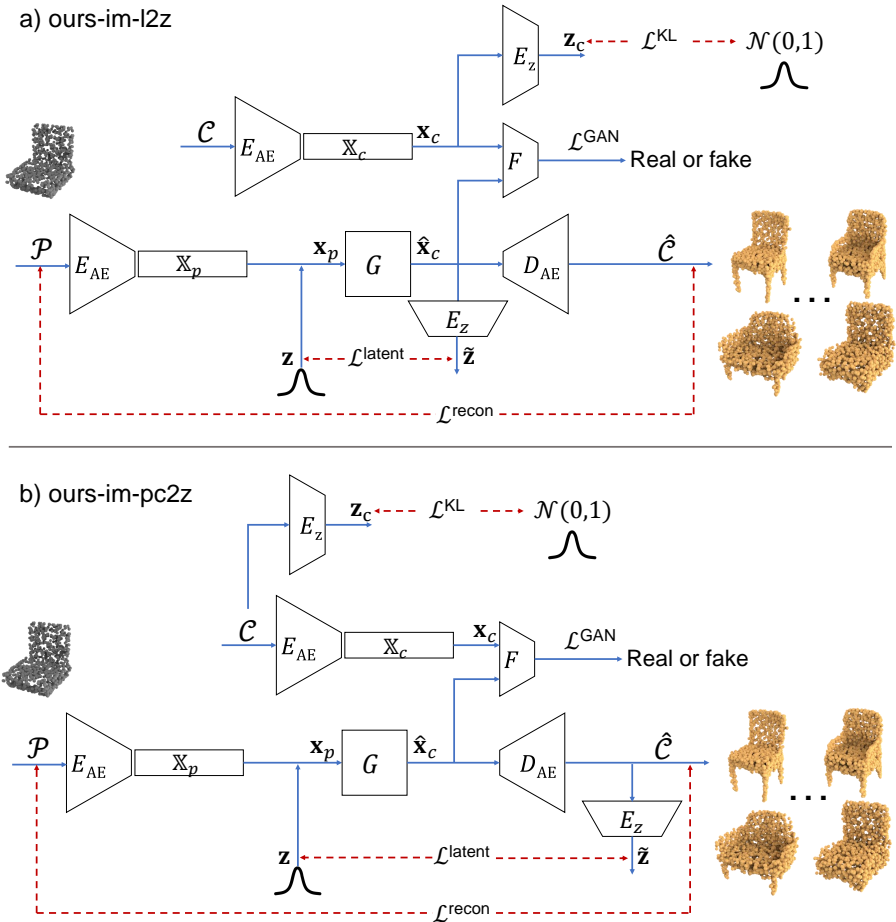 a) ours-im-l2z
E_z z_c ℒ^KL 𝒩(0,1)
𝒞 E_AE 𝕏_c x_c F ℒ^GAN Real or fake
𝒫 E_AE 𝕏_p x_p G x̂_c D_AE 𝒞̂
...
E_z
z ℒ^latent z̃
ℒ^recon
b) ours-im-pc2z
E_z z_c ℒ^KL 𝒩(0,1)
𝒞 E_AE 𝕏_c x_c F ℒ^GAN Real or fake
𝒫 E_AE 𝕏_p x_p G x̂_c D_AE 𝒞̂
...
E_z
z ℒ^latent z̃
ℒ^recon